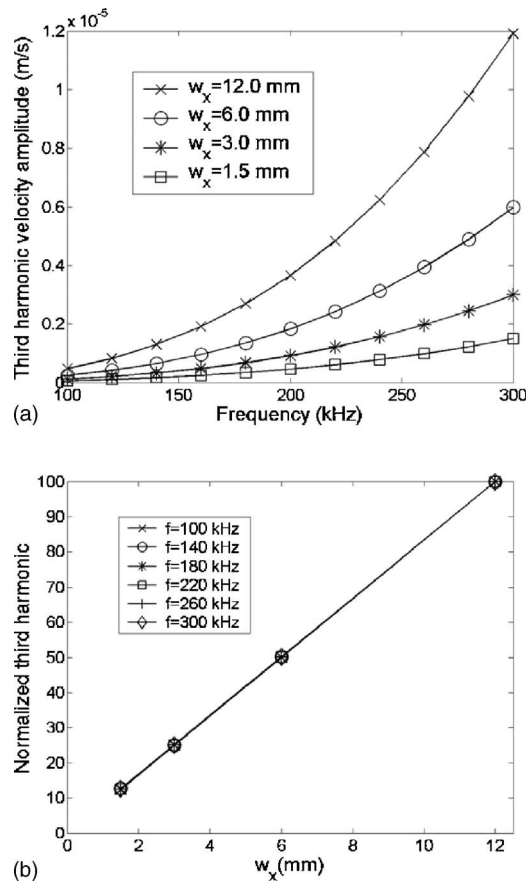 1.2 x 10^-5
1
0.8
0.6
0.4
0.2
0
Third harmonic velocity amplitude (m/s)
w_x=12.0 mm
w_x=6.0 mm
w_x=3.0 mm
w_x=1.5 mm
100 150 200 250 300
Frequency (kHz)
(a)
100
90
80
70
60
50
40
30
20
10
0
Normalized third harmonic
f=100 kHz
f=140 kHz
f=180 kHz
f=220 kHz
f=260 kHz
f=300 kHz
0 2 4 6 8 10 12
w_x(mm)
(b)